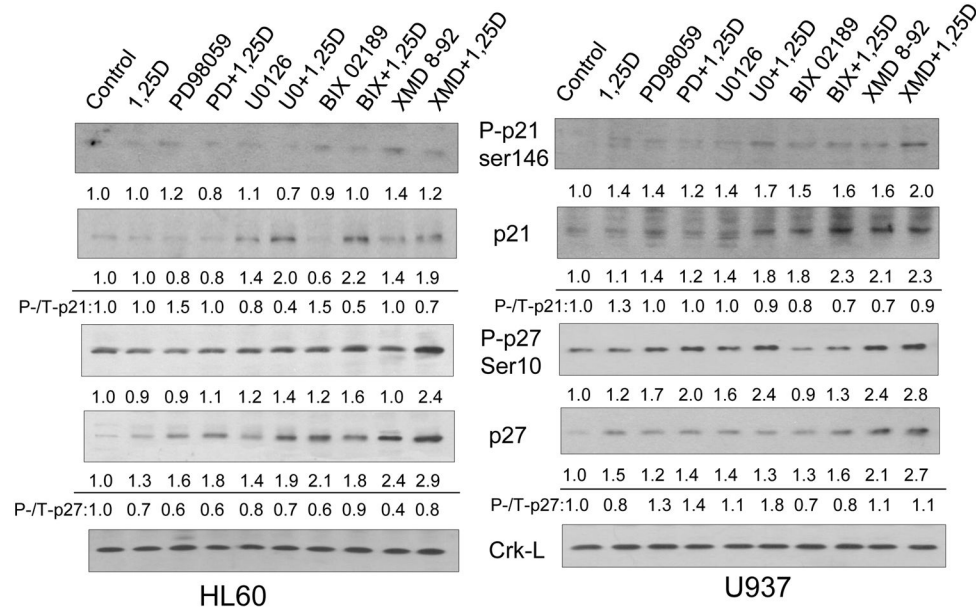 Control 1,25D PD98059 PD+1,25D U0126 U0+1,25D BIX 02189 BIX+1,25D XMD 8-92 XMD+1,25D
1.0 1.0 1.2 0.8 1.1 0.7 0.9 1.0 1.4 1.2
1.0 1.0 0.8 0.8 1.4 2.0 0.6 2.2 1.4 1.9
P-/T-p21:1.0 1.0 1.5 1.0 0.8 0.4 1.5 0.5 1.0 0.7
1.0 0.9 0.9 1.1 1.2 1.4 1.2 1.6 1.0 2.4
1.0 1.3 1.6 1.8 1.4 1.9 2.1 1.8 2.4 2.9
P-/T-p27:1.0 0.7 0.6 0.6 0.8 0.7 0.6 0.9 0.4 0.8
HL60
Control 1,25D PD98059 PD+1,25D U0126 U0+1,25D BIX 02189 BIX+1,25D XMD 8-92 XMD+1,25D
P-p21
ser146
1.0 1.4 1.4 1.2 1.4 1.7 1.5 1.6 1.6 2.0
p21
1.0 1.1 1.4 1.2 1.4 1.8 1.8 2.3 2.1 2.3
P-/T-p21:1.0 1.3 1.0 1.0 1.0 0.9 0.8 0.7 0.7 0.9
P-p27
Ser10
1.0 1.2 1.7 2.0 1.6 2.4 0.9 1.3 2.4 2.8
p27
1.0 1.5 1.2 1.4 1.4 1.3 1.3 1.6 2.1 2.7
P-/T-p27:1.0 0.8 1.3 1.4 1.1 1.8 0.7 0.8 1.1 1.1
Crk-L
U937